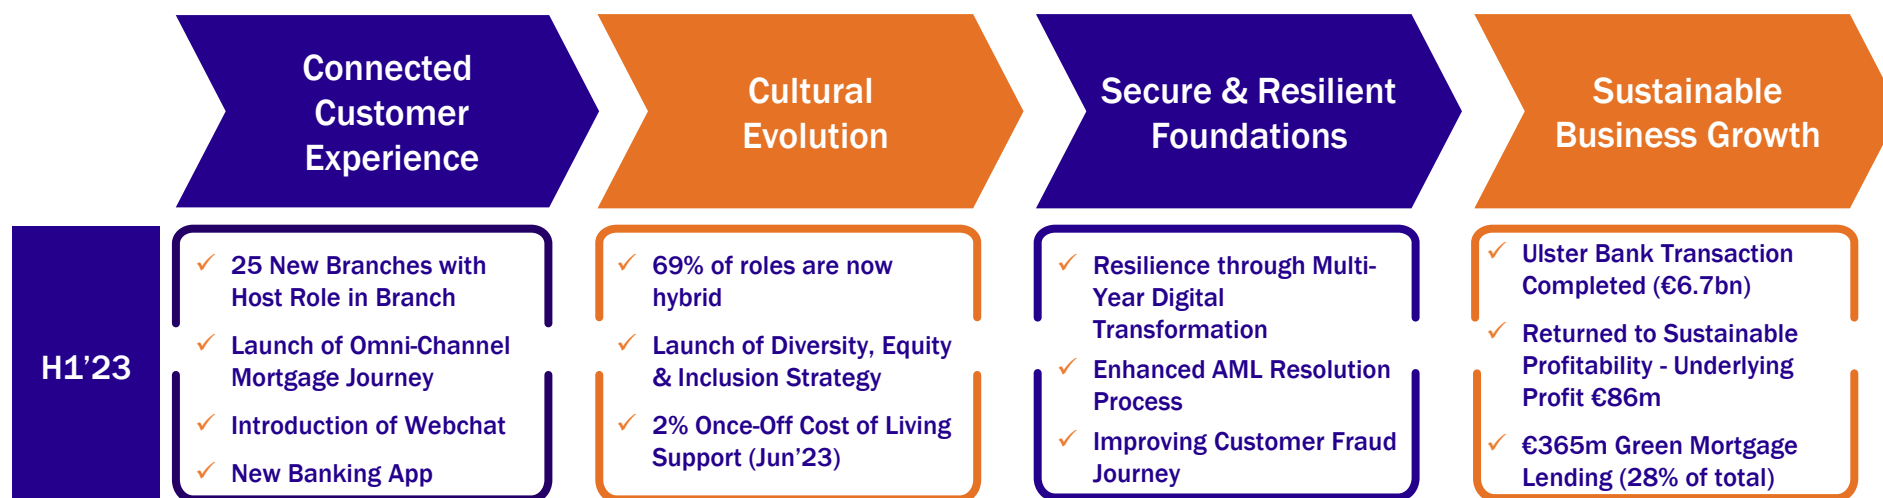 Connected
Customer
Experience
Cultural
Evolution
Secure & Resilient
Foundations
Sustainable
Business Growth
H1’23
✓ 25 New Branches with
Host Role in Branch
✓ Launch of Omni-Channel
Mortgage Journey
✓ Introduction of Webchat
✓ New Banking App
✓ 69% of roles are now
hybrid
✓ Launch of Diversity, Equity
& Inclusion Strategy
✓ 2% Once-Off Cost of Living
Support (Jun’23)
✓ Resilience through Multi-
Year Digital
Transformation
✓ Enhanced AML Resolution
Process
✓ Improving Customer Fraud
Journey
✓ Ulster Bank Transaction
Completed (€6.7bn)
✓ Returned to Sustainable
Profitability - Underlying
Profit €86m
✓ €365m Green Mortgage
Lending (28% of total)